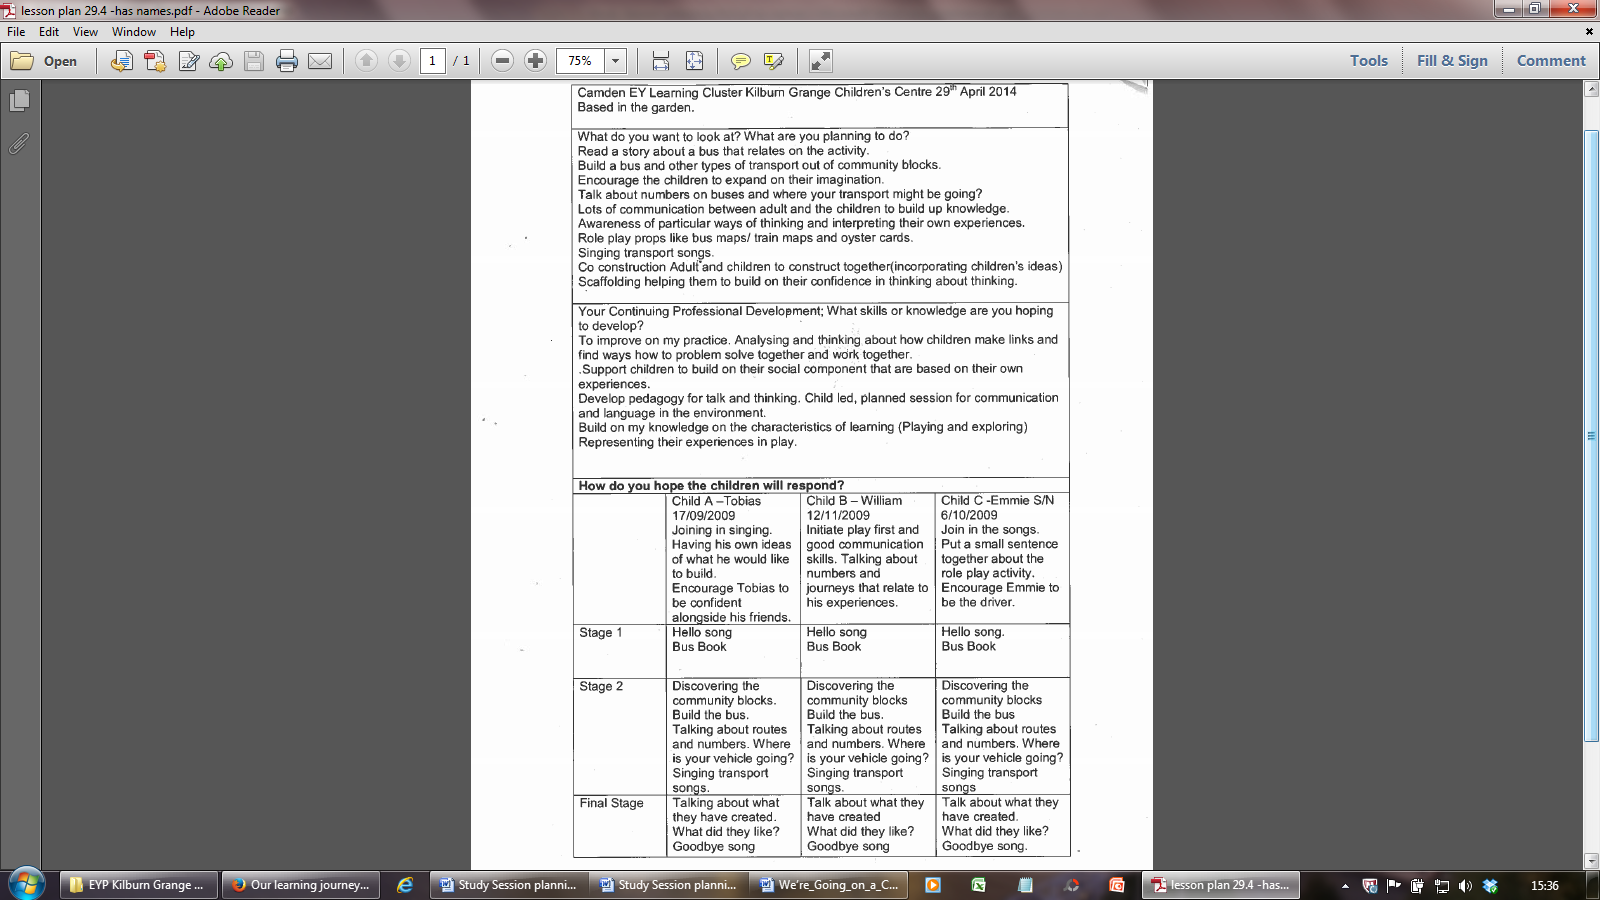 lesson plan 29.4 -has names.pdf - Adobe Reader
File Edit View Window Help
Open 1 / 1 75% Tools Fill & Sign Comment
Camden EY Learning Cluster Kilburn Grange Children's Centre 29th April 2014
Based in the garden.
What do you want to look at? What are you planning to do?
Read a story about a bus that relates on the activity.
Build a bus and other types of transport out of community blocks.
Encourage the children to expand on their imagination.
Talk about numbers on buses and where your transport might be going?
Lots of communication between adult and the children to build up knowledge.
Awareness of particular ways of thinking and interpreting their own experiences.
Role play props like bus maps/ train maps and oyster cards.
Singing transport songs.
Co construction Adult and children to construct together(incorporating children's ideas)
Scaffolding helping them to build on their confidence in thinking about thinking.
Your Continuing Professional Development; What skills or knowledge are you hoping
to develop?
To improve on my practice. Analysing and thinking about how children make links and
find ways how to problem solve together and work together.
.Support children to build on their social component that are based on their own
experiences.
Develop pedagogy for talk and thinking. Child led, planned session for communication
and language in the environment.
Build on my knowledge on the characteristics of learning (Playing and exploring)
Representing their experiences in play.
How do you hope the children will respond?
Child A –Tobias
17/09/2009
Joining in singing.
Having his own ideas
of what he would like
to build.
Encourage Tobias to
be confident
alongside his friends.
Child B – William
12/11/2009
Initiate play first and
good communication
skills. Talking about
numbers and
journeys that relate to
his experiences.
Child C -Emmie S/N
6/10/2009
Join in the songs.
Put a small sentence
together about the
role play activity.
Encourage Emmie to
be the driver.
Stage 1
Hello song
Bus Book
Hello song
Bus Book
Hello song.
Bus Book
Stage 2
Discovering the
community blocks.
Build the bus.
Talking about routes
and numbers. Where
is your vehicle going?
Singing transport
songs.
Discovering the
community blocks
Build the bus.
Talking about routes
and numbers. Where
is your vehicle going?
Singing transport
songs.
Discovering the
community blocks
Build the bus
Talking about routes
and numbers. Where
is your vehicle going?
Singing transport
songs
Final Stage
Talking about what
they have created.
What did they like?
Goodbye song
Talk about what they
have created
What did they like?
Goodbye song
Talk about what they
have created.
What did they like?
Goodbye song.
EYP Kilburn Grange ... Our learning journey... Study Session planni... Study Session planni... We're_Going_on_a_C... lesson plan 29.4 -has... 15:36